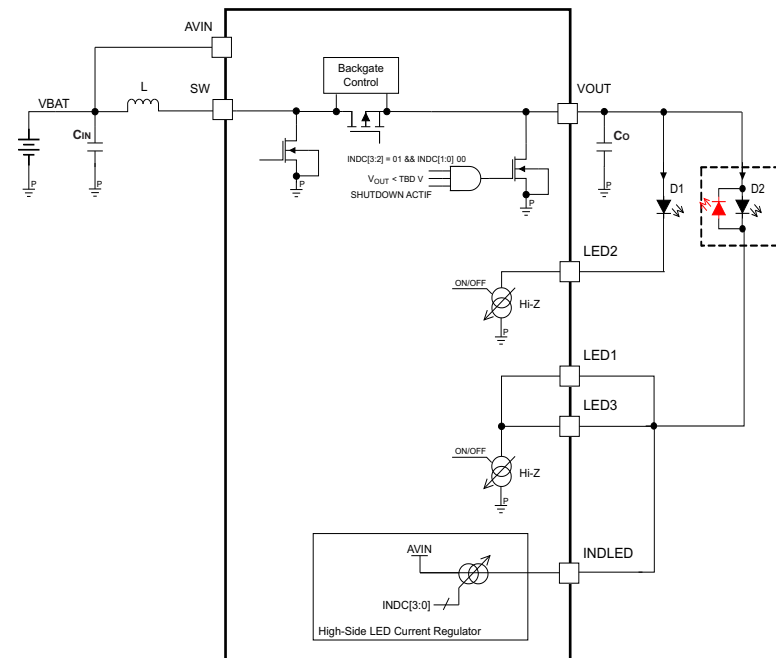 AVIN
L
SW
VBAT
CIN
P
P
Backgate
Control
P
INDC[3:2] = 01 && INDC[1:0] 00
VOUT < TBD V
SHUTDOWN ACTIF
P
VOUT
CO
P
D1
D2
LED2
ON/OFF
Hi-Z
P
LED1
LED3
ON/OFF
Hi-Z
P
INDLED
AVIN
INDC[3:0]
High-Side LED Current Regulator